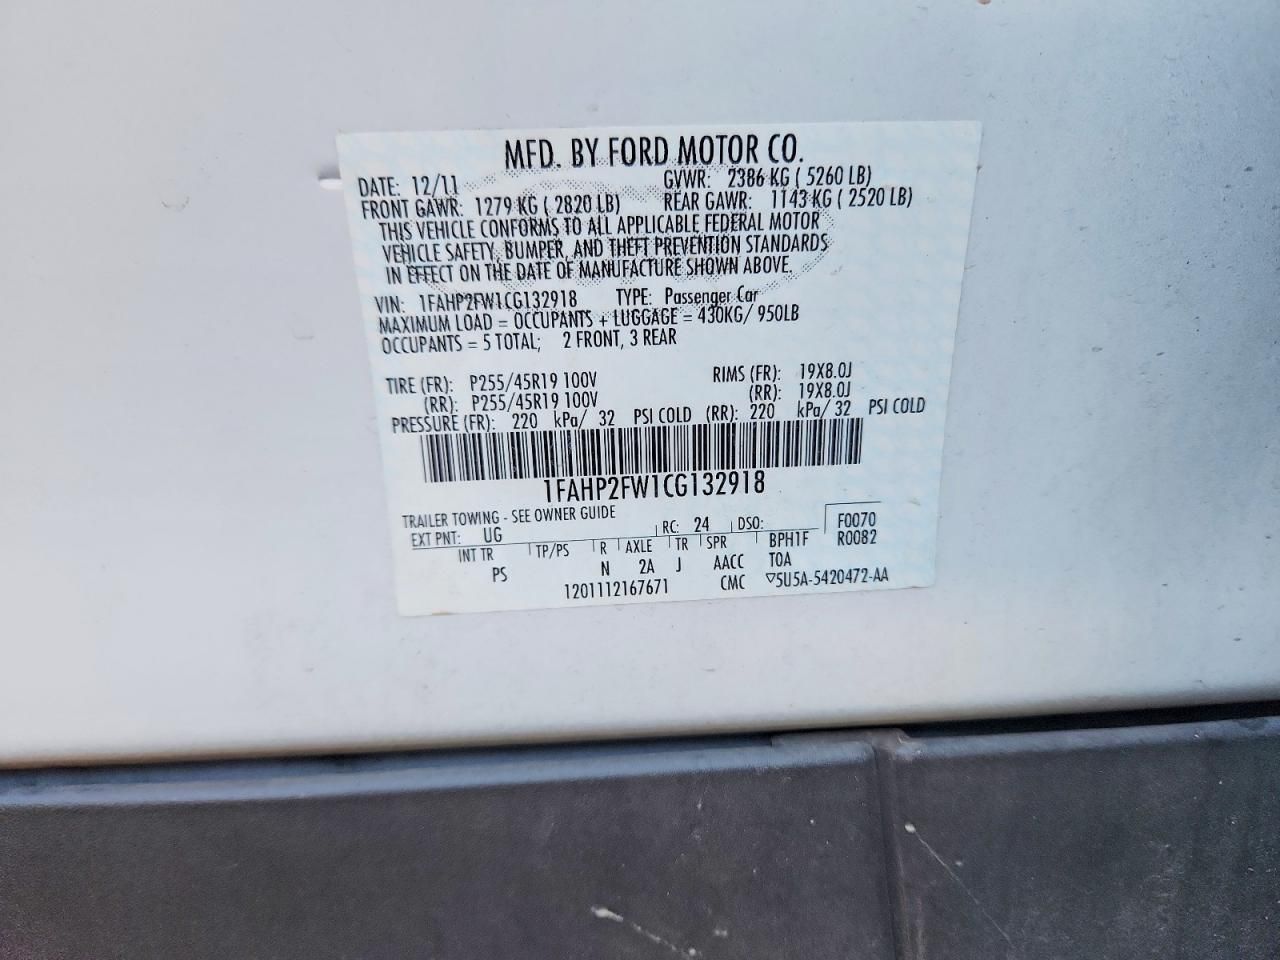 MFD. BY FORD MOTOR CO.
DATE: 12/11 GVWR: 2386 KG ( 5260 LB)
FRONT GAWR: 1279 KG ( 2820 LB) REAR GAWR: 1143 KG ( 2520 LB)
THIS VEHICLE CONFORMS TO ALL APPLICABLE FEDERAL MOTOR
VEHICLE SAFETY, BUMPER, AND THEFT PREVENTION STANDARDS
IN EFFECT ON THE DATE OF MANUFACTURE SHOWN ABOVE.
VIN: 1FAHP2FW1CG132918 TYPE: Passenger Car
MAXIMUM LOAD = OCCUPANTS + LUGGAGE = 430KG/ 950LB
OCCUPANTS = 5 TOTAL; 2 FRONT, 3 REAR
TIRE (FR): P255/45R19 100V RIMS (FR): 19X8.0J
(RR): P255/45R19 100V (RR): 19X8.0J
PRESSURE (FR): 220 kPa/ 32 PSI COLD (RR): 220 kPa/ 32 PSI COLD
1FAHP2FW1CG132918
TRAILER TOWING - SEE OWNER GUIDE
EXT PNT: UG RC: 24 DSO: F0070
R0082
INT TR TP/PS R AXLE TR SPR BPH1F
PS N 2A J AACC TOA
1201112167671 CMC ▽5U5A-5420472-AA